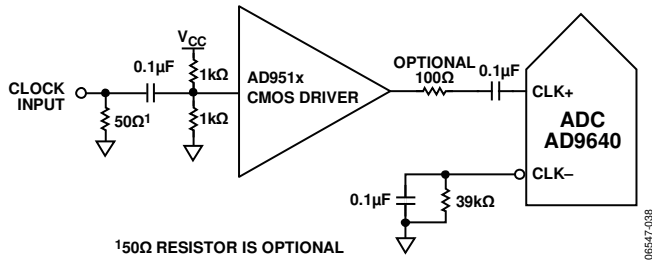 CLOCK
INPUT
50Ω¹
0.1µF
VCC
1kΩ
1kΩ
AD951x
CMOS DRIVER
OPTIONAL
100Ω
0.1µF
CLK+
ADC
AD9640
CLK–
0.1µF
39kΩ
¹50Ω RESISTOR IS OPTIONAL
06547-038